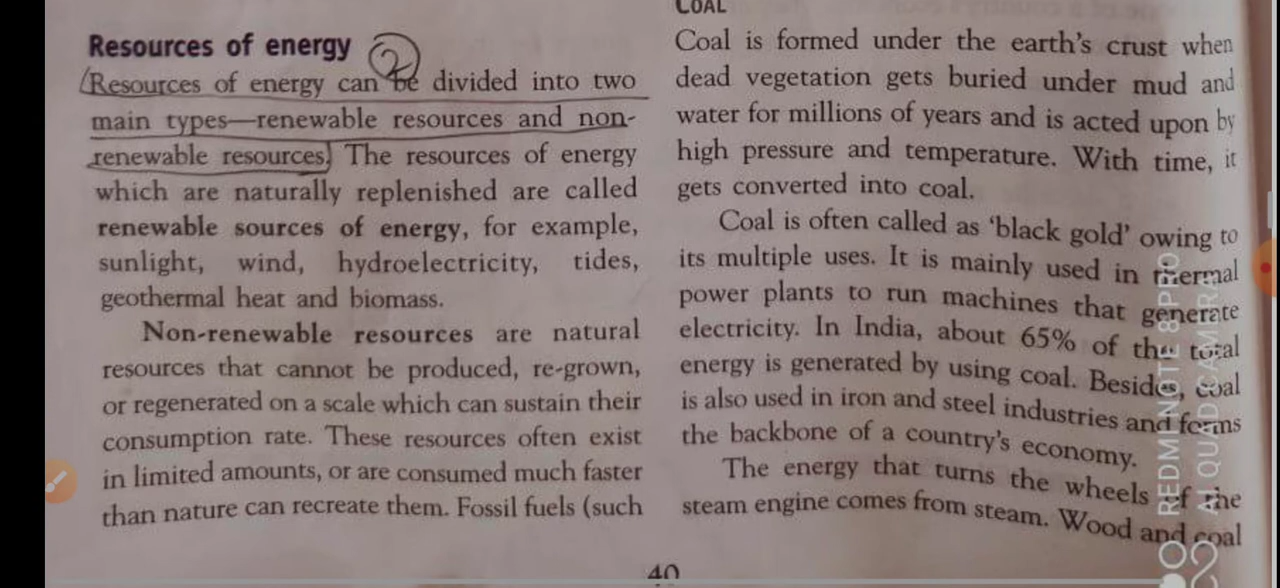 Resources of energy
2
Resources of energy can be divided into two
main types—renewable resources and non-
renewable resources. The resources of energy
which are naturally replenished are called
renewable sources of energy, for example,
sunlight, wind, hydroelectricity, tides,
geothermal heat and biomass.
Non-renewable resources are natural
resources that cannot be produced, re-grown,
or regenerated on a scale which can sustain their
consumption rate. These resources often exist
in limited amounts, or are consumed much faster
than nature can recreate them. Fossil fuels (such
COAL
Coal is formed under the earth's crust when
dead vegetation gets buried under mud and
water for millions of years and is acted upon by
high pressure and temperature. With time, it
gets converted into coal.
Coal is often called as 'black gold' owing to
its multiple uses. It is mainly used in thermal
power plants to run machines that generate
electricity. In India, about 65% of the total
energy is generated by using coal. Besides, coal
is also used in iron and steel industries and forms
the backbone of a country's economy.
The energy that turns the wheels of the
steam engine comes from steam. Wood and coal
40
REDMI NOTE 8 PRO
AI QUAD CAMERA